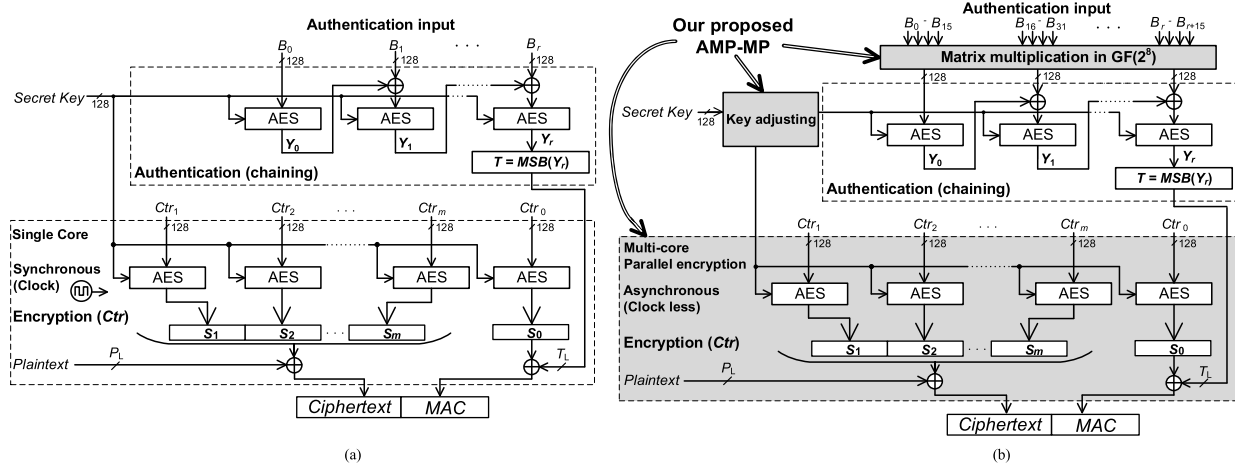 Authentication input
B0 B1 . . . Br
128 128 128
Secret Key 128
AES AES AES
Y0 Y1 Yr
T = MSB(Yr)
Authentication (chaining)
Ctr1 Ctr2 . . . Ctrm Ctr0
128 128 128 128
Single Core
Synchronous
(Clock)
AES AES AES AES
Encryption (Ctr)
S1 S2 . . . Sm S0
Plaintext PL TL
Ciphertext MAC
(a)
Our proposed
AMP-MP
Authentication input
B0 - B15 B16 - B31 . . . Br - Br+15
Matrix multiplication in GF(2^8)
128 128 128
Secret Key 128
Key adjusting
AES AES AES
Y0 Y1 Yr
T = MSB(Yr)
Authentication (chaining)
Ctr1 Ctr2 . . . Ctrm Ctr0
128 128 128 128
Multi-core
Parallel encryption
Asynchronous
(Clock less)
AES AES AES AES
Encryption (Ctr)
S1 S2 . . . Sm S0
Plaintext PL TL
Ciphertext MAC
(b)